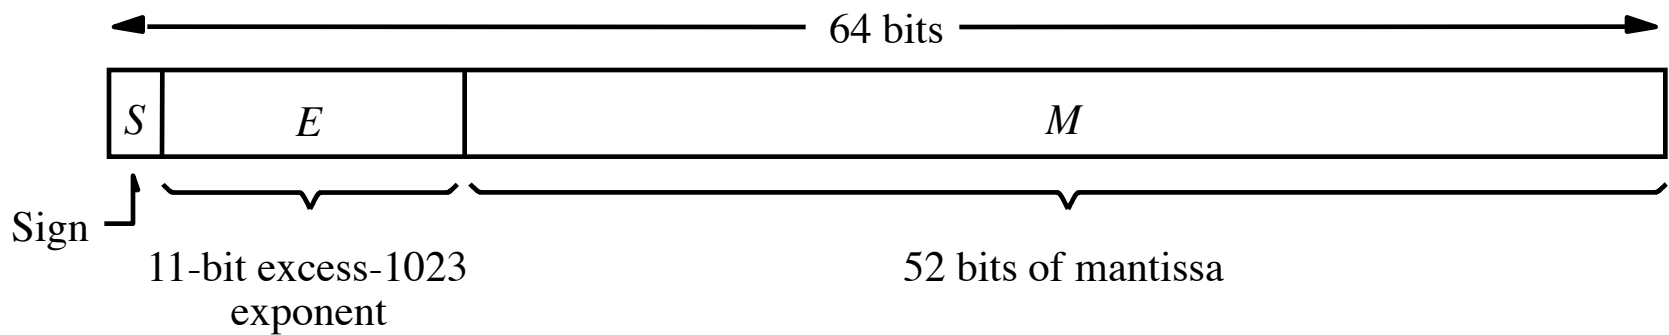 64 bits
S
E
M
Sign
11-bit excess-1023
exponent
52 bits of mantissa